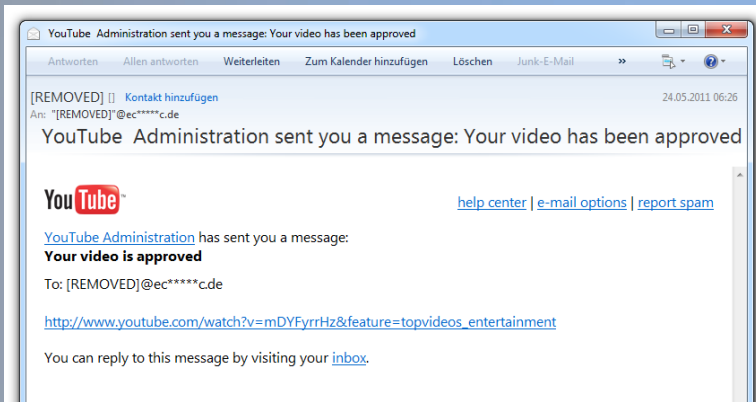 YouTube Administration sent you a message: Your video has been approved
Antworten Allen antworten Weiterleiten Zum Kalender hinzufügen Löschen Junk-E-Mail »
[REMOVED] [] Kontakt hinzufügen 24.05.2011 06:26
An: "[REMOVED]"@ec*****c.de
YouTube Administration sent you a message: Your video has been approved
YouTube™ help center | e-mail options | report spam
YouTube Administration has sent you a message:
Your video is approved
To: [REMOVED]@ec*****c.de
http://www.youtube.com/watch?v=mDYFyrrHz&feature=topvideos_entertainment
You can reply to this message by visiting your inbox.